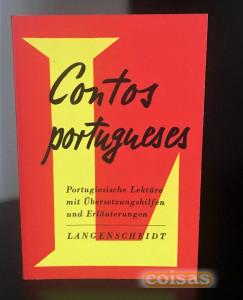 Contos
portugueses
Portugiesische Lektüre
mit Übersetzungshilfen
und Erläuterungen
LANGENSCHEIDT
coisas